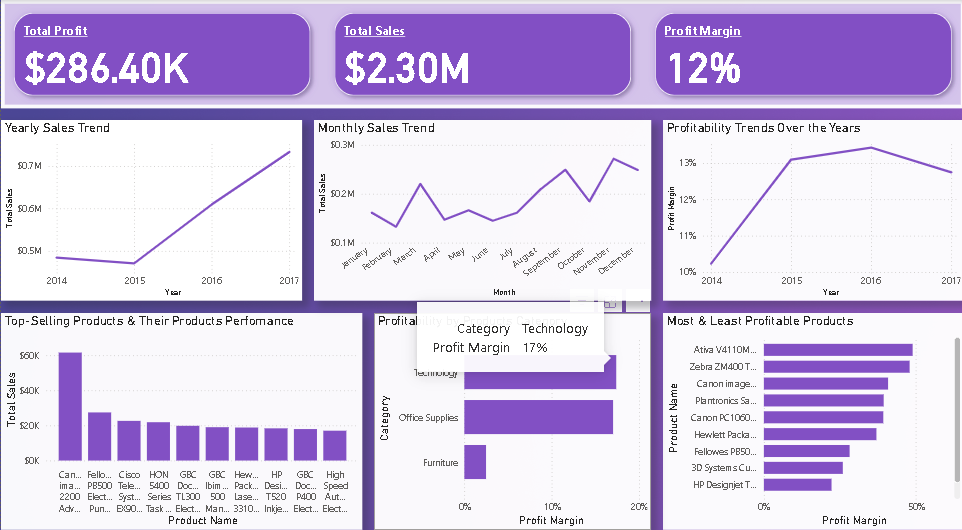 Total Profit
$286.40K
Total Sales
$2.30M
Profit Margin
12%
Yearly Sales Trend
$0.7M
$0.6M
$0.5M
Total Sales
2014 2015 2016 2017
Year
Monthly Sales Trend
$0.3M
$0.2M
$0.1M
Total Sales
January February March April May June July August September October November December
Month
Profitability Trends Over the Years
13%
12%
11%
10%
Profit Margin
2014 2015 2016 2017
Year
Top-Selling Products & Their Products Perfomance
$60K
$40K
$20K
$0K
Total Sales
Can... Fello... Cisco HON GBC GBC Hew... HP GBC High
ima... PB500 Tele... 5400 Doc... Ibim... Pack... Desi... Doc... Speed
2200 Elect... Syst... Series TL300 500 Lase... T520 P400 Aut...
Adv... Pun... EX90... Task ... Elect... Man... 3310... Inkje... Elect... Elect...
Product Name
Profitability by Products Category
Category Technology
Profit Margin 17%
Technology
Office Supplies
Furniture
Category
0% 10% 20%
Profit Margin
Most & Least Profitable Products
Ativa V4110M...
Zebra ZM400 T...
Canon image...
Plantronics Sa...
Canon PC1060...
Hewlett Packa...
Fellowes PB50...
3D Systems Cu...
HP Designjet T...
Product Name
0% 50%
Profit Margin